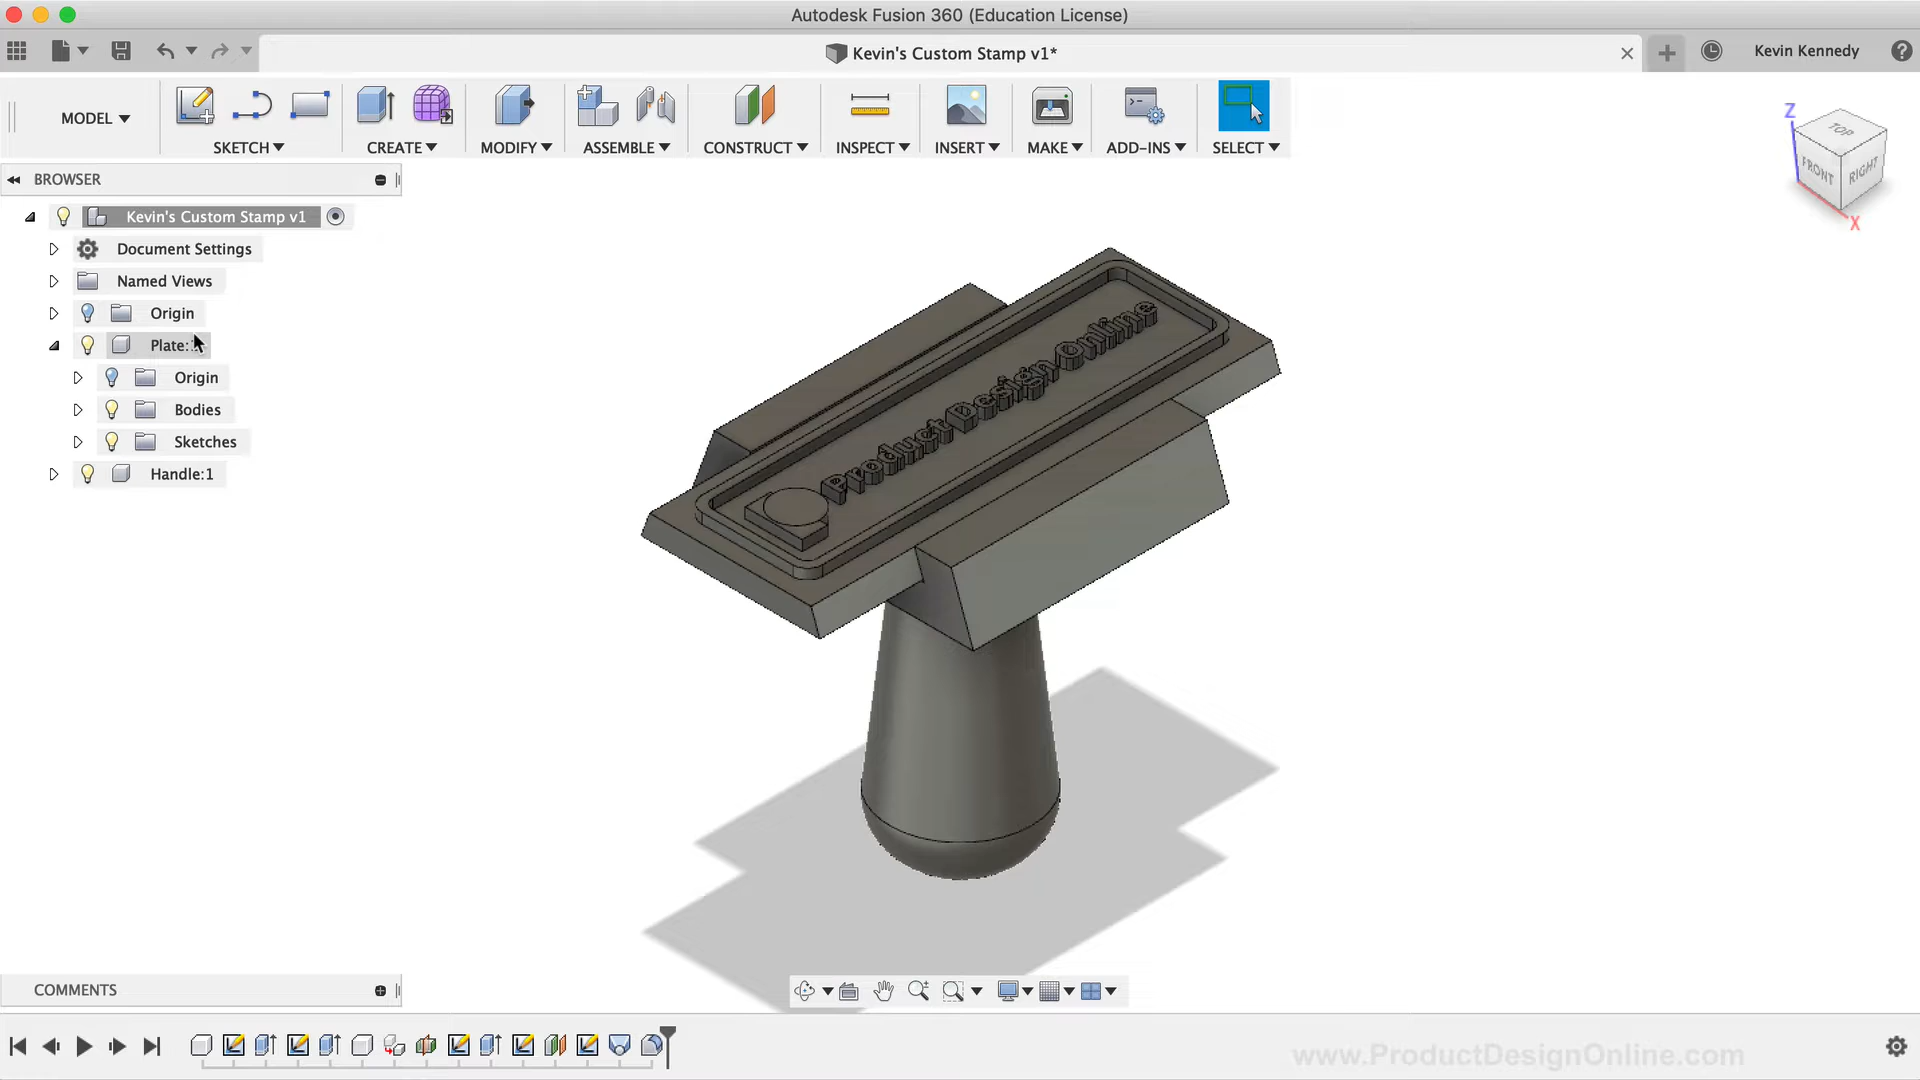 Autodesk Fusion 360 (Education License)
Kevin's Custom Stamp v1*
Kevin Kennedy
MODEL
SKETCH
CREATE
MODIFY
ASSEMBLE
CONSTRUCT
INSPECT
INSERT
MAKE
ADD-INS
SELECT
BROWSER
Kevin's Custom Stamp v1
Document Settings
Named Views
Origin
Plate:
Origin
Bodies
Sketches
Handle:1
Z
TOP
FRONT
RIGHT
X
Product Design Online
COMMENTS
www.ProductDesignOnline.com